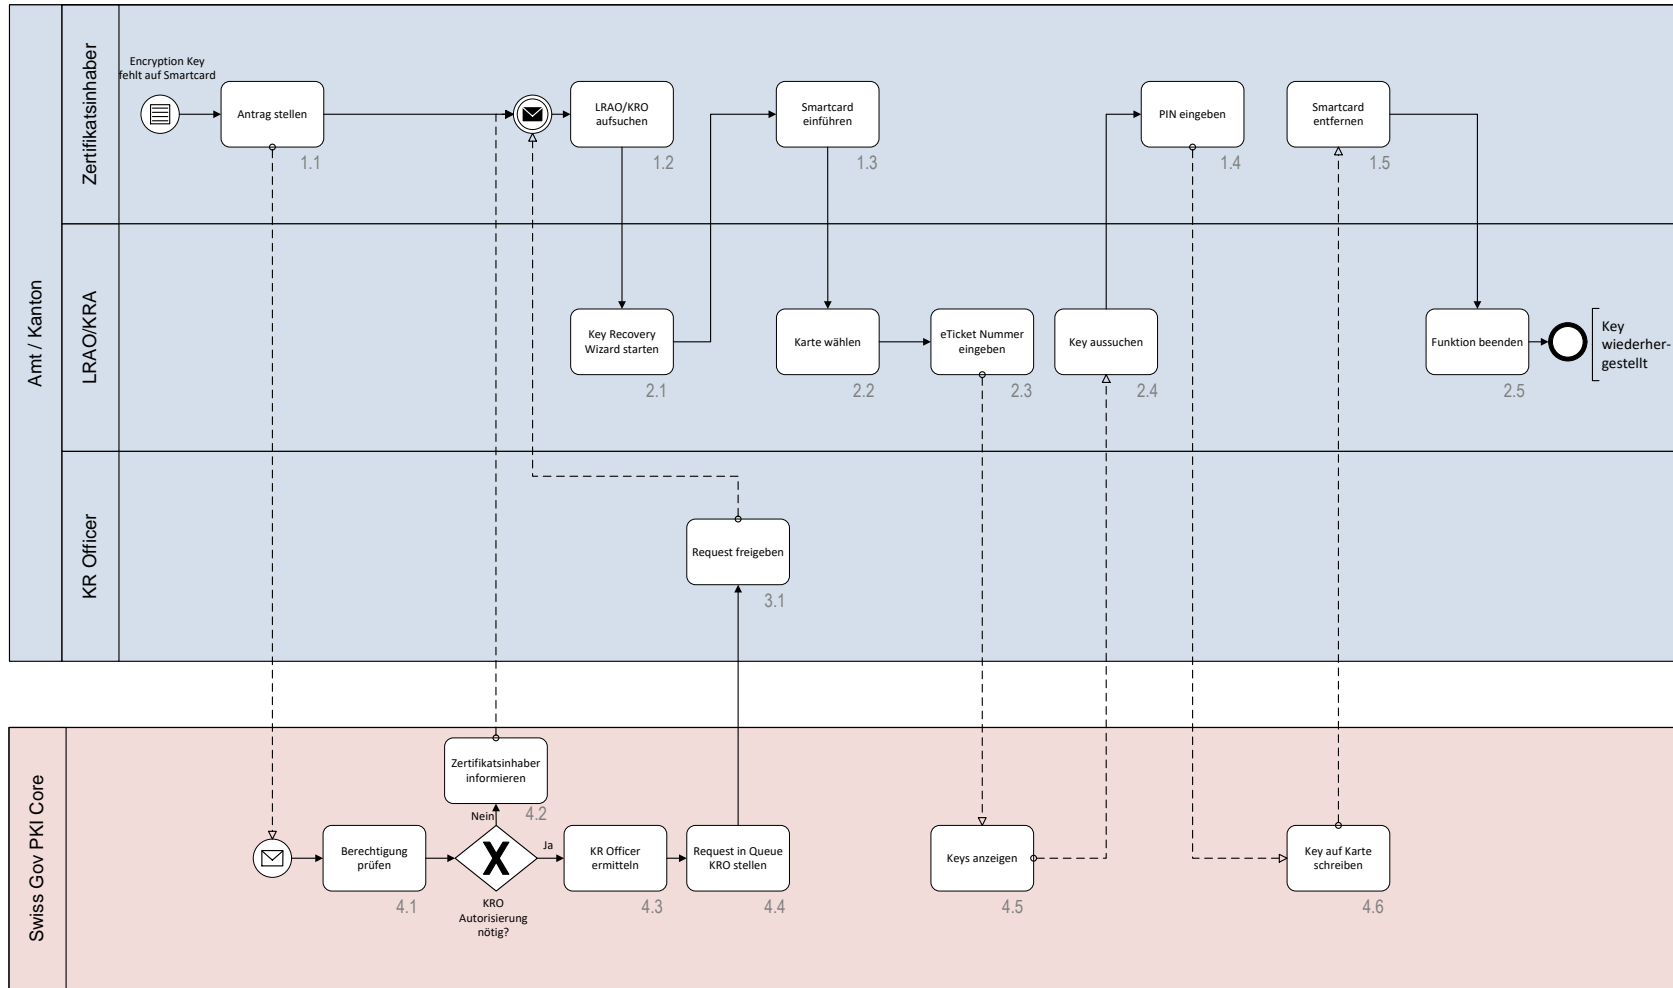 Amt / Kanton
Zertifikatsinhaber
Encryption Key
fehlt auf Smartcard
Antrag stellen
1.1
LRAO/KRO
aufsuchen
1.2
Smartcard
einführen
1.3
PIN eingeben
1.4
Smartcard
entfernen
1.5
LRAO/KRA
Key Recovery
Wizard starten
2.1
Karte wählen
2.2
eTicket Nummer
eingeben
2.3
Key aussuchen
2.4
Funktion beenden
2.5
Key
wiederher-
gestellt
KR Officer
Request freigeben
3.1
Swiss Gov PKI Core
Zertifikatsinhaber
informieren
4.2
Nein
Berechtigung
prüfen
4.1
X
KRO
Autorisierung
nötig?
Ja
KR Officer
ermitteln
4.3
Request in Queue
KRO stellen
4.4
Keys anzeigen
4.5
Key auf Karte
schreiben
4.6